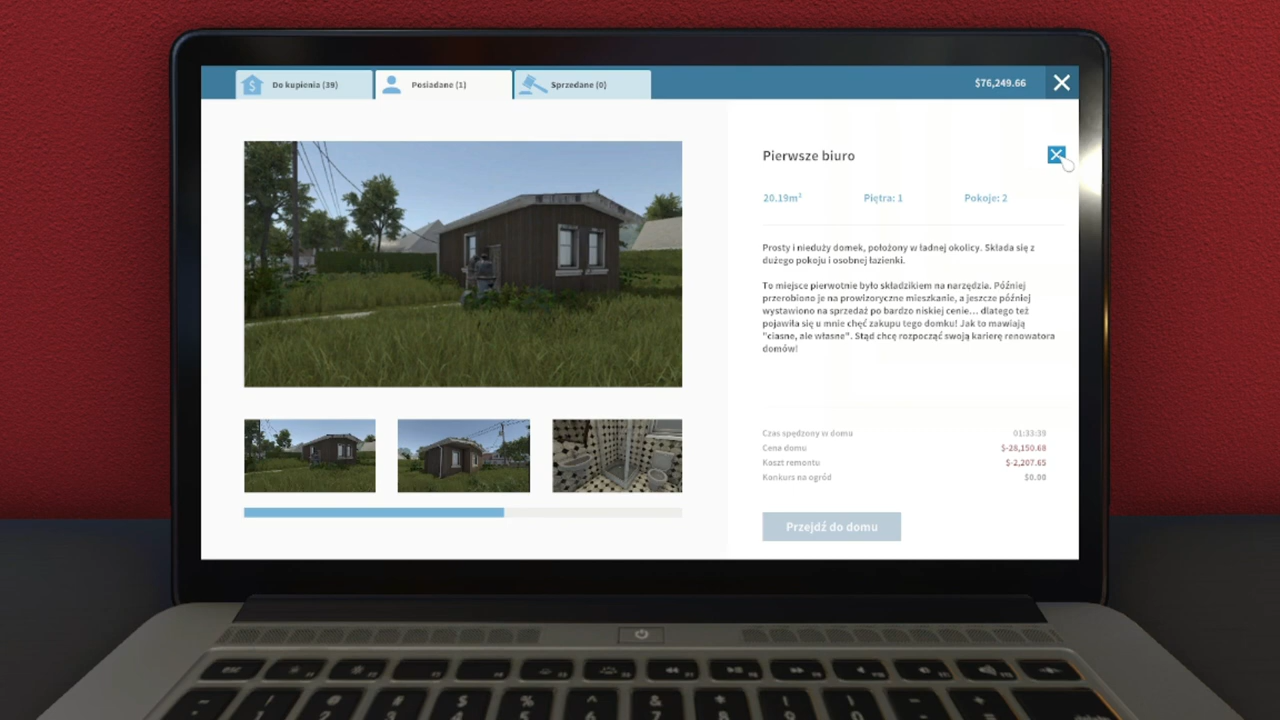 Do kupienia (39)
Posiadane (1)
Sprzedane (0)
$76,249.66
Pierwsze biuro
20.19m²
Piętra: 1
Pokoje: 2
Prosty i nieduży domek, położony w ładnej okolicy. Składa się z
dużego pokoju i osobnej łazienki.
To miejsce pierwotnie było składzikiem na narzędzia. Później
przerobiono je na prowizoryczne mieszkanie, a jeszcze później
wystawiono na sprzedaż po bardzo niskiej cenie... dlatego też
pojawiła się u mnie chęć zakupu tego domku! Jak to mawiają
"ciasne, ale własne". Stąd chcę rozpocząć swoją karierę renowatora
domów!
Czas spędzony w domu 01:33:39
Cena domu $-28,150.68
Koszt remontu $-2,207.65
Konkurs na ogród $0.00
Przejdź do domu